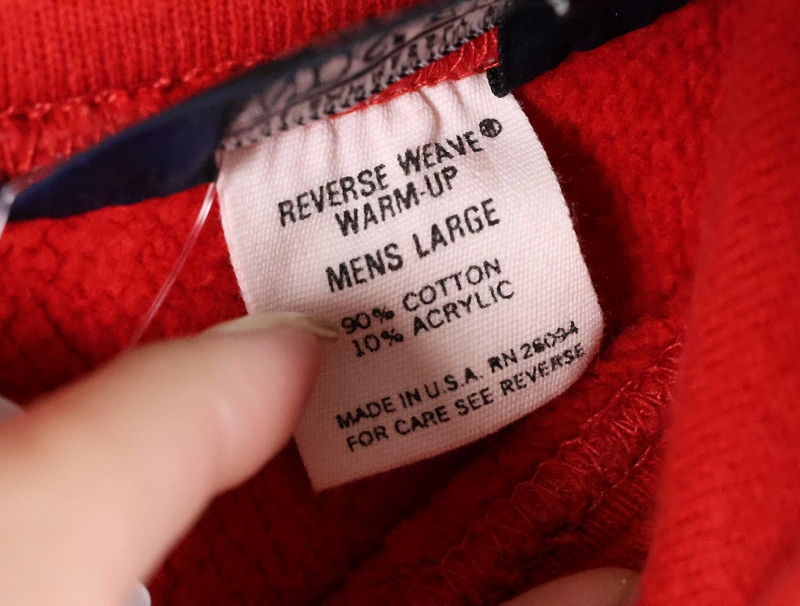 REVERSE WEAVE®
WARM-UP
MENS LARGE
90% COTTON
10% ACRYLIC
MADE IN U.S.A. RN 26094
FOR CARE SEE REVERSE